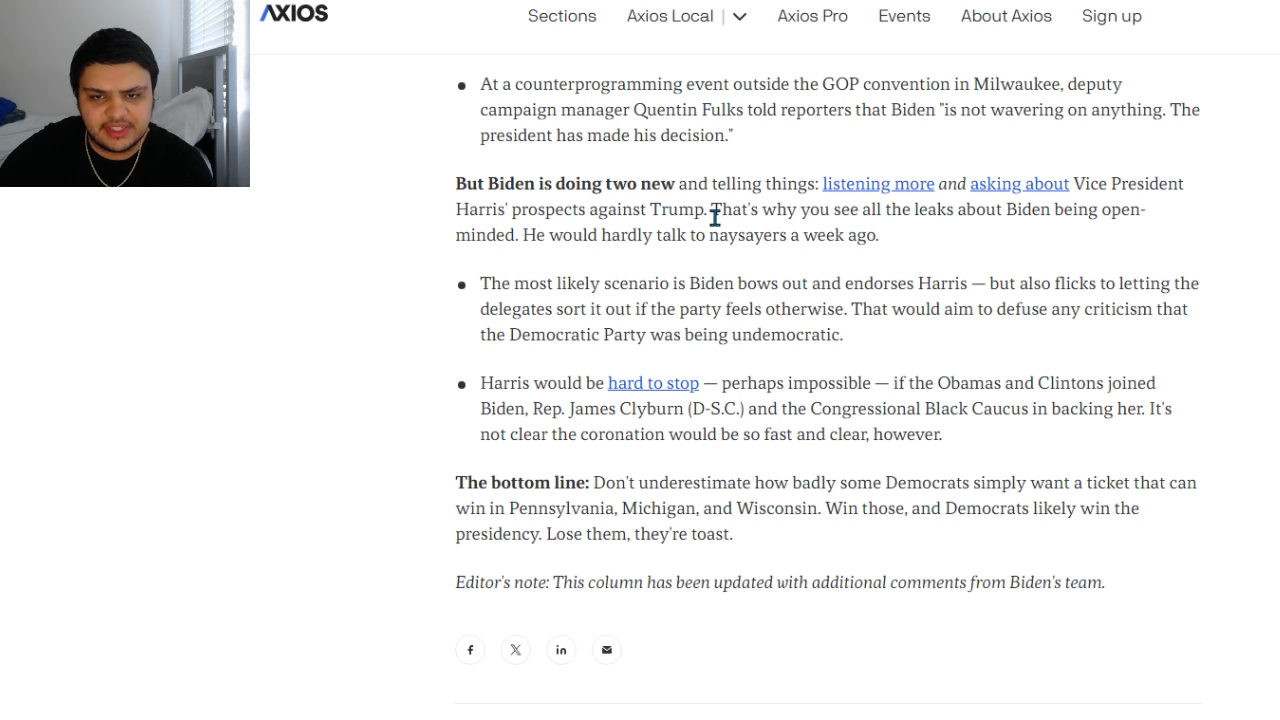 AXIOS
Sections
Axios Local
Axios Pro
Events
About Axios
Sign up
At a counterprogramming event outside the GOP convention in Milwaukee, deputy
campaign manager Quentin Fulks told reporters that Biden "is not wavering on anything. The
president has made his decision."
But Biden is doing two new and telling things: listening more and asking about Vice President
Harris' prospects against Trump. That's why you see all the leaks about Biden being open-
minded. He would hardly talk to naysayers a week ago.
The most likely scenario is Biden bows out and endorses Harris — but also flicks to letting the
delegates sort it out if the party feels otherwise. That would aim to defuse any criticism that
the Democratic Party was being undemocratic.
Harris would be hard to stop — perhaps impossible — if the Obamas and Clintons joined
Biden, Rep. James Clyburn (D-S.C.) and the Congressional Black Caucus in backing her. It's
not clear the coronation would be so fast and clear, however.
The bottom line: Don't underestimate how badly some Democrats simply want a ticket that can
win in Pennsylvania, Michigan, and Wisconsin. Win those, and Democrats likely win the
presidency. Lose them, they're toast.
Editor's note: This column has been updated with additional comments from Biden's team.